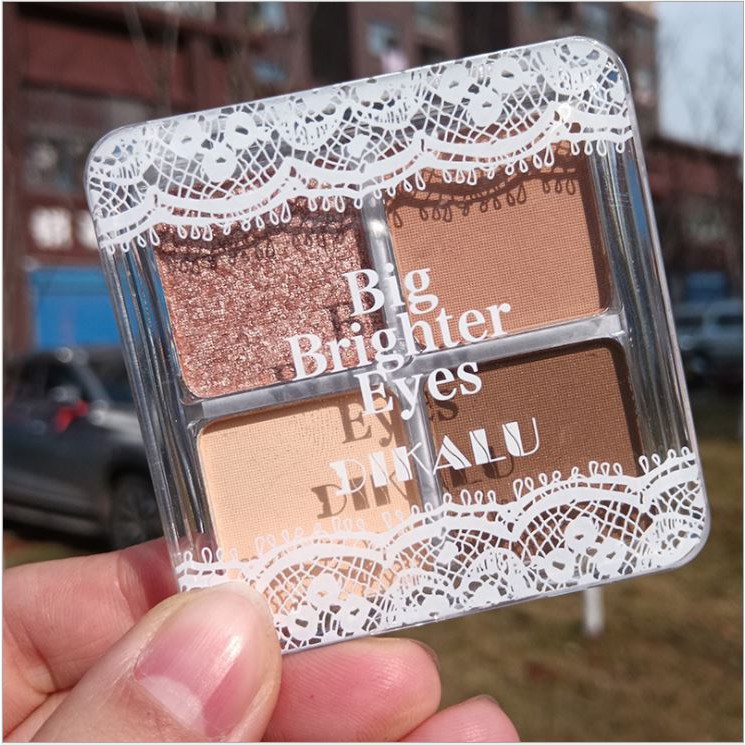 Big
Brighter
Eyes
DIKALU